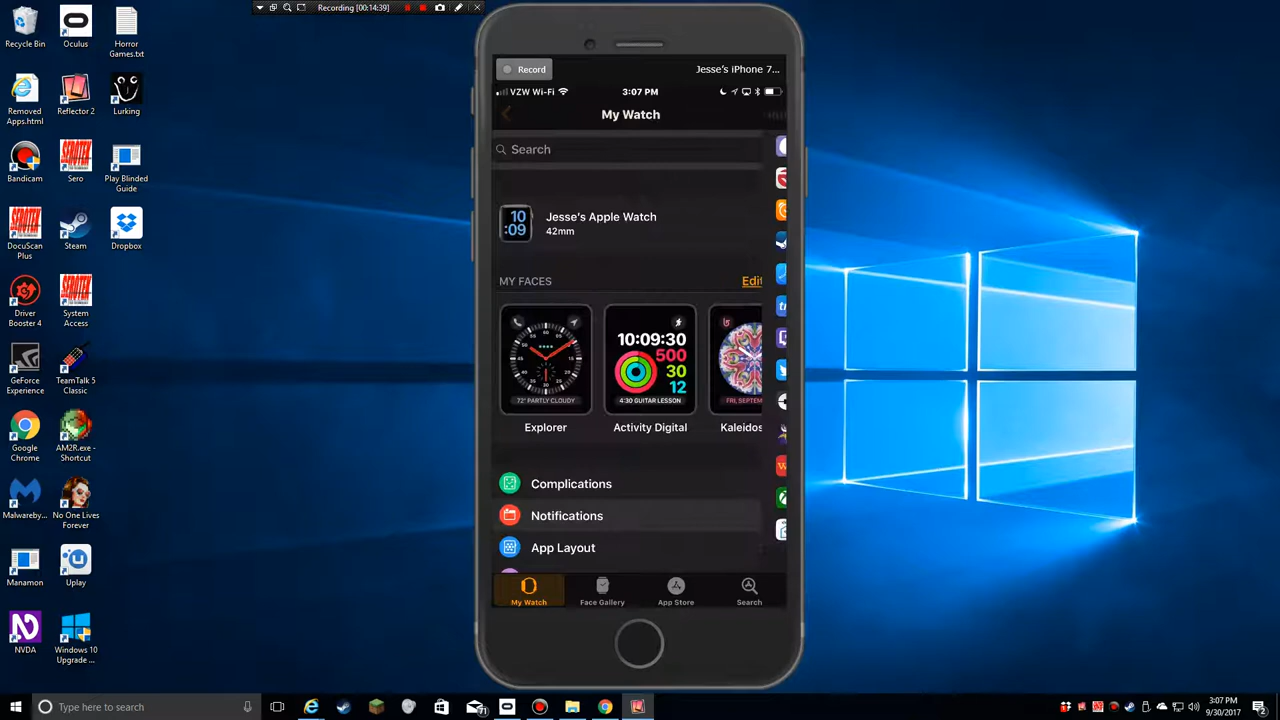 Recording [00:14:39]
Recycle Bin
Oculus
Horror
Games.txt
Removed
Apps.html
Reflector 2
Lurking
Bandicam
Sero
Play Blinded
Guide
DocuScan
Plus
Steam
Dropbox
Driver
Booster 4
System
Access
GeForce
Experience
TeamTalk 5
Classic
Google
Chrome
AM2R.exe -
Shortcut
Malwareby...
No One Lives
Forever
Manamon
Uplay
NVDA
Windows 10
Upgrade ...
SEROTEK
SEROTEK
SEROTEK
Record
Jesse's iPhone 7...
VZW Wi-Fi
3:07 PM
My Watch
Search
10
:09
Jesse's Apple Watch
42mm
MY FACES
Edit
10:09:30
500
30
12
72° PARTLY CLOUDY
4:30 GUITAR LESSON
FRI, SEPTEM
Explorer
Activity Digital
Kaleidos
Complications
Notifications
App Layout
My Watch
Face Gallery
App Store
Search
Type here to search
71
3:07 PM
9/30/2017
2